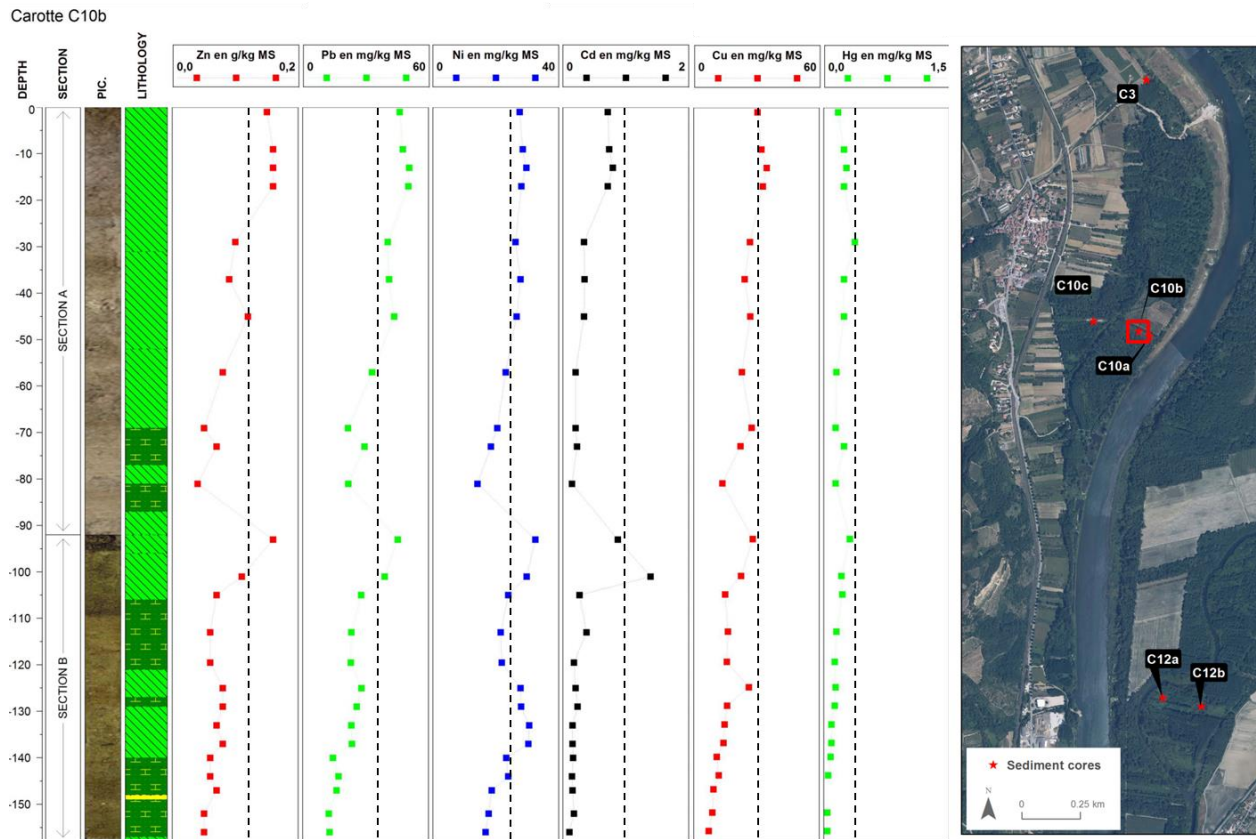 Carotte C10b
DEPTH
SECTION
PIC.
LITHOLOGY
Zn en g/kg MS
0,0 0,2
Pb en mg/kg MS
60
Ni en mg/kg MS
40
Cd en mg/kg MS
2
Cu en mg/kg MS
60
Hg en mg/kg MS
0,0 1,5
0
-10
-20
-30
-40
-50
-60
-70
-80
-90
-100
-110
-120
-130
-140
-150
SECTION A
SECTION B
C3
C10c
C10b
C10a
C12a
C12b
Sediment cores
N
0 0.25 km